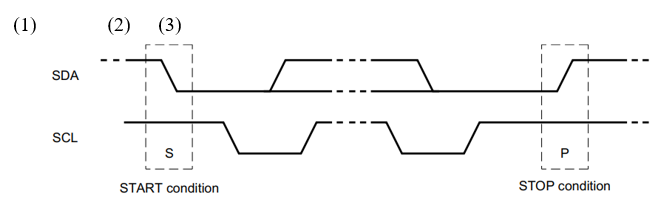 (1) (2) (3)
SDA
SCL
S P
START condition STOP condition